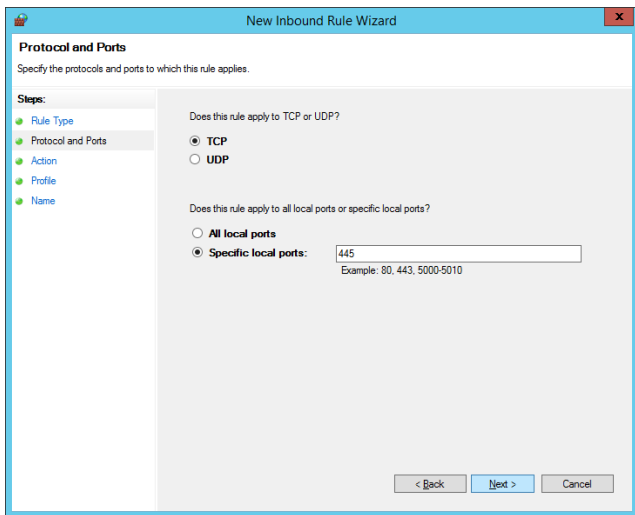 New Inbound Rule Wizard
x
Protocol and Ports
Specify the protocols and ports to which this rule applies.
Steps:
Rule Type
Protocol and Ports
Action
Profile
Name
Does this rule apply to TCP or UDP?
TCP
UDP
Does this rule apply to all local ports or specific local ports?
All local ports
Specific local ports:
445
Example: 80, 443, 5000-5010
< Back
Next >
Cancel